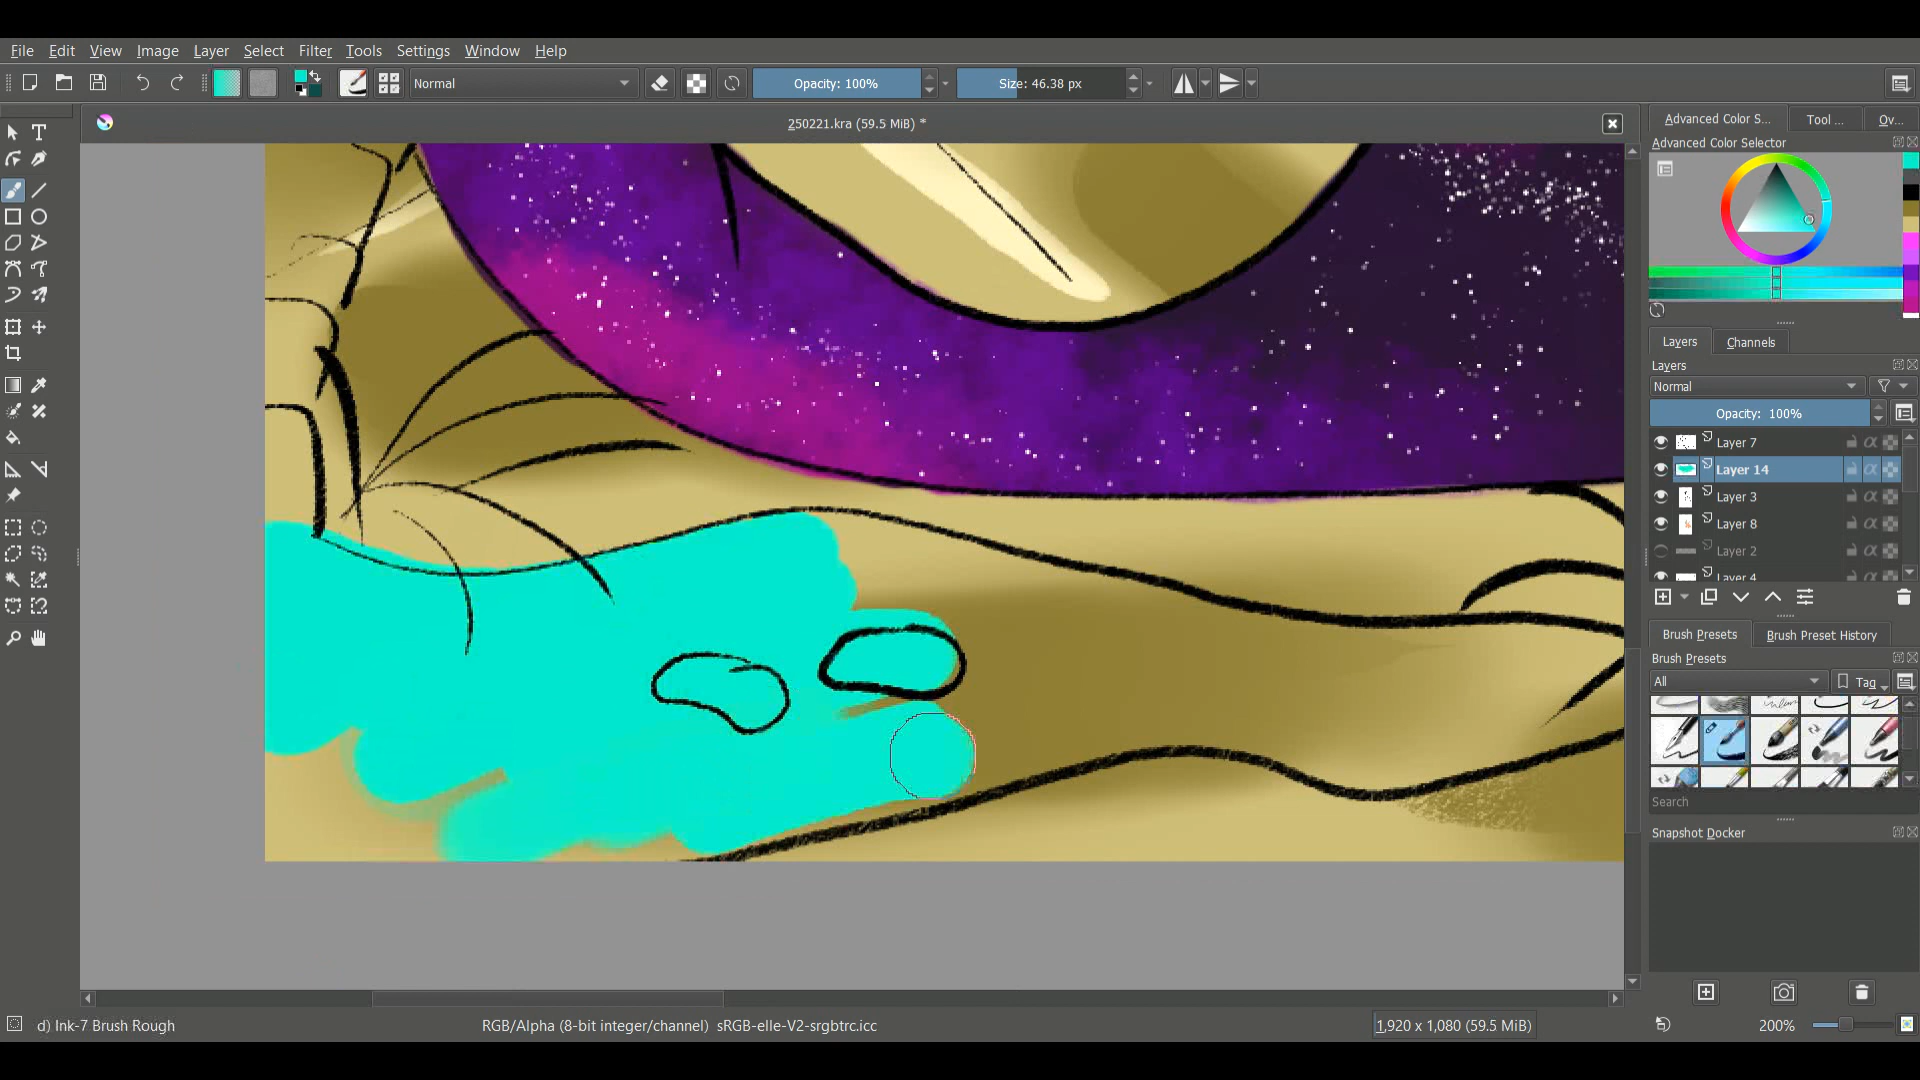 File Edit View Image Layer Select Filter Tools Settings Window Help
Normal
Opacity: 100%
Size: 46.38 px
250221.kra (59.5 MiB) *
Advanced Color S...
Tool ...
Ov...
Advanced Color Selector
Layers
Channels
Layers
Normal
Opacity: 100%
Layer 7
Layer 14
Layer 3
Layer 8
Layer 2
Layer 4
Brush Presets
Brush Preset History
Brush Presets
All
Tag
Search
Snapshot Docker
d) Ink-7 Brush Rough
RGB/Alpha (8-bit integer/channel) sRGB-elle-V2-srgbtrc.icc
1,920 x 1,080 (59.5 MiB)
200%